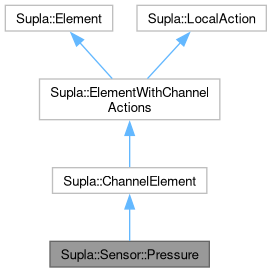 Supla::Element
Supla::LocalAction
Supla::ElementWithChannel
Actions
Supla::ChannelElement
Supla::Sensor::Pressure